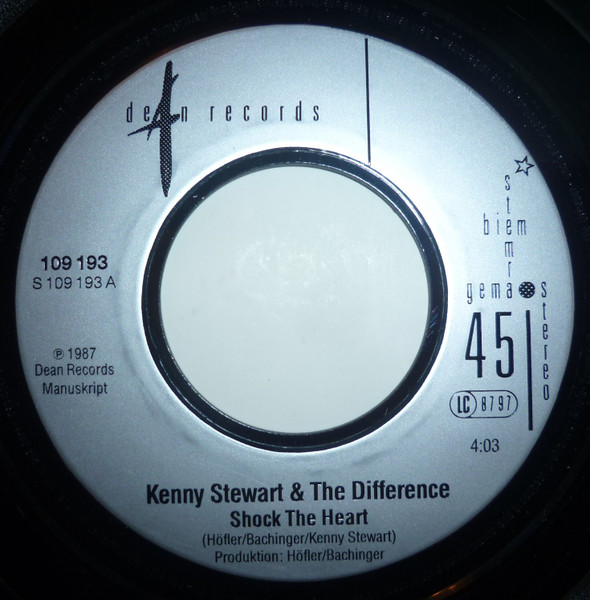 dean records
109 193
S 109 193 A
℗ 1987
Dean Records
Manuskript
stemra
biem
gema
stereo
45
LC 8797
4:03
Kenny Stewart & The Difference
Shock The Heart
(Höfler/Bachinger/Kenny Stewart)
Produktion: Höfler/Bachinger